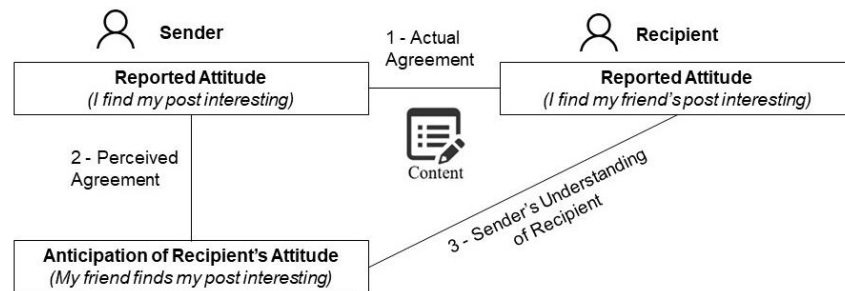 Sender
1 - Actual
Agreement
Recipient
Reported Attitude
(I find my post interesting)
Reported Attitude
(I find my friend's post interesting)
Content
2 - Perceived
Agreement
3 - Sender's Understanding
of Recipient
Anticipation of Recipient's Attitude
(My friend finds my post interesting)